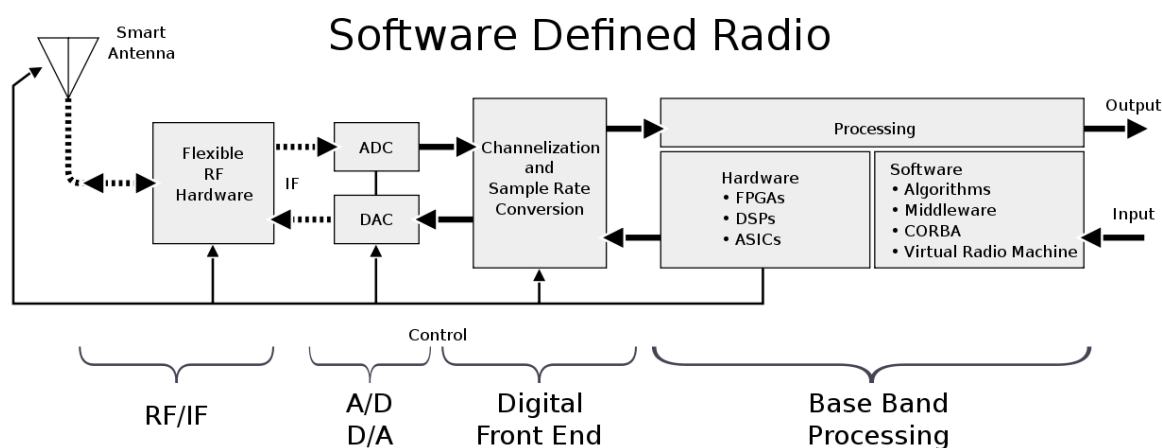 Software Defined Radio
Smart
Antenna
Flexible
RF
Hardware
IF
ADC
DAC
Channelization
and
Sample Rate
Conversion
Processing
Hardware
• FPGAs
• DSPs
• ASICs
Software
• Algorithms
• Middleware
• CORBA
• Virtual Radio Machine
Output
Input
Control
RF/IF
A/D
D/A
Digital
Front End
Base Band
Processing